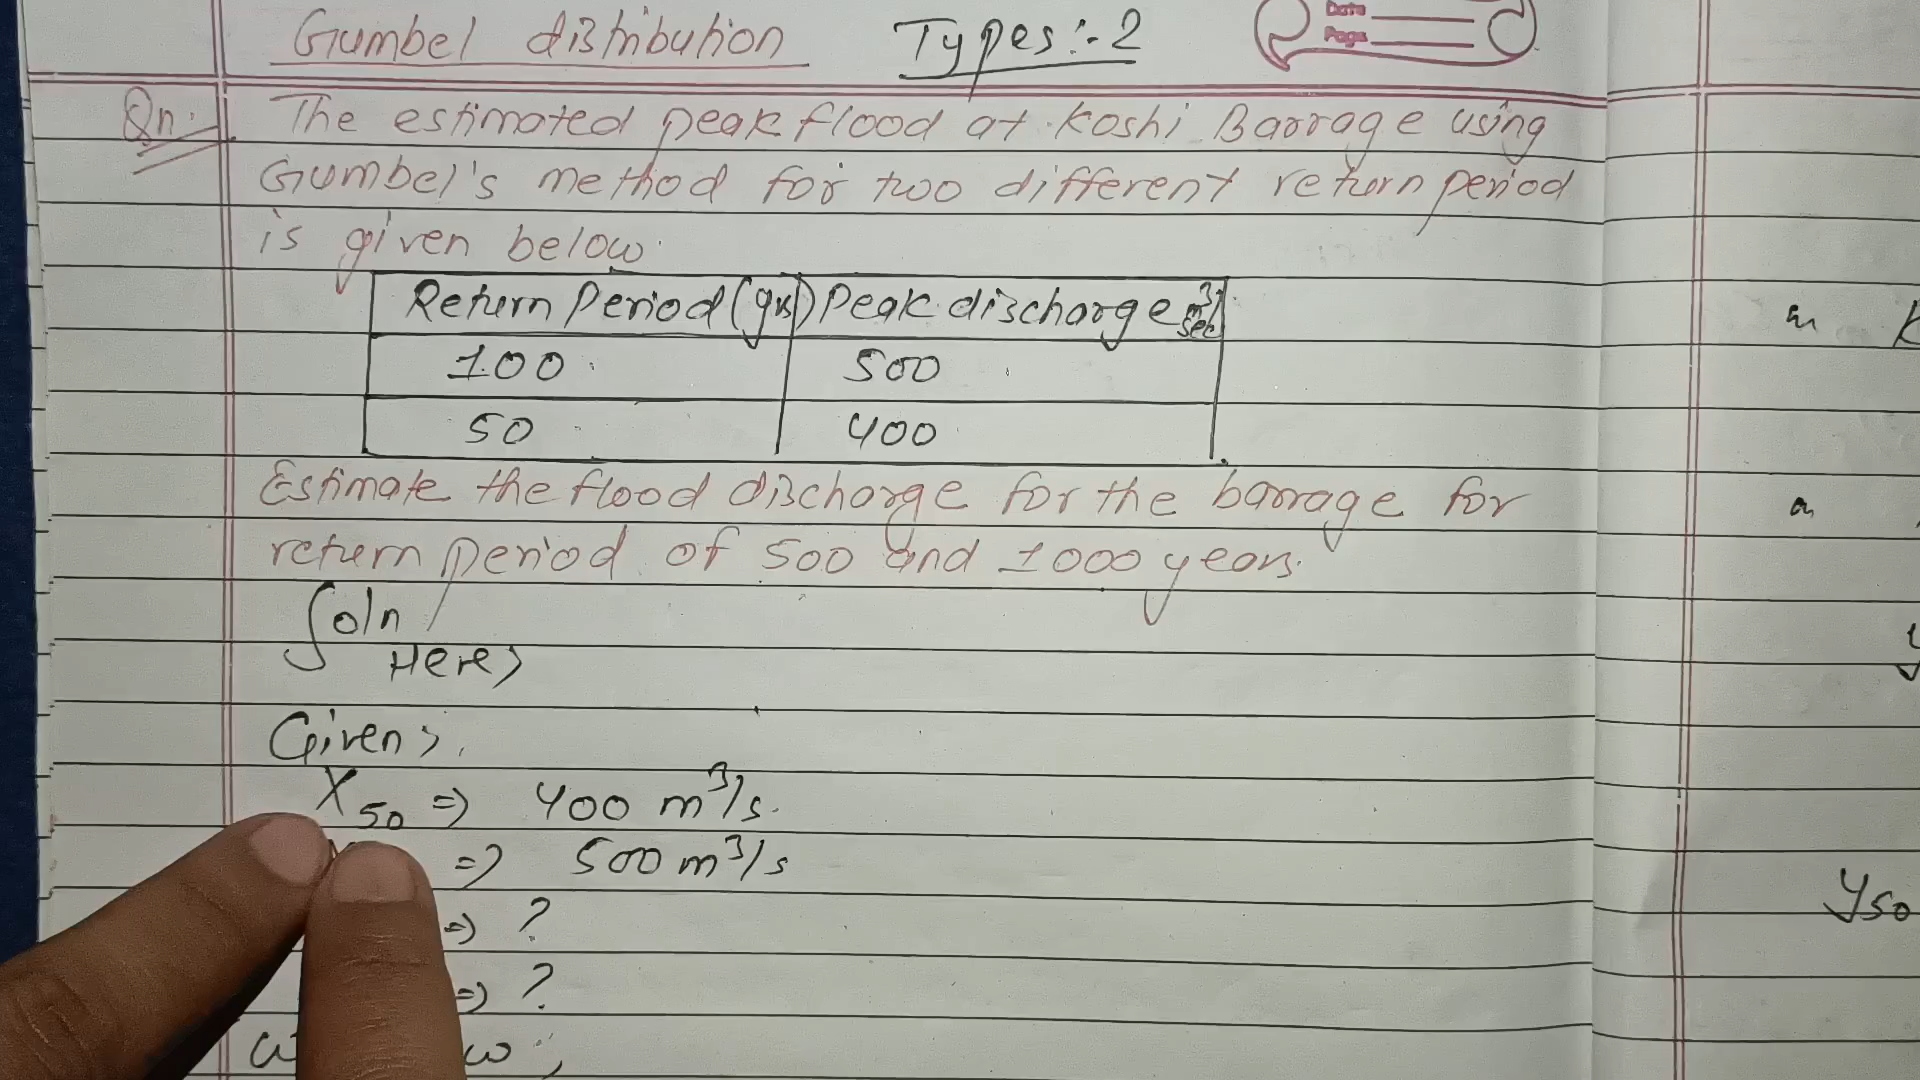 Gumbel distribution Types:-2
Date
Page
Qn. The estimated peak flood at Koshi Barrage using
Gumbel's method for two different return period
is given below.
Return Period (yrs) Peak discharge m³/sec
100 500
50 400
Estimate the flood discharge for the barrage for
return period of 500 and 1000 years.
Soln
Here,
Given,
X50 => 400 m³/s.
=> 500 m³/s
=> ?
=> ?
Y50